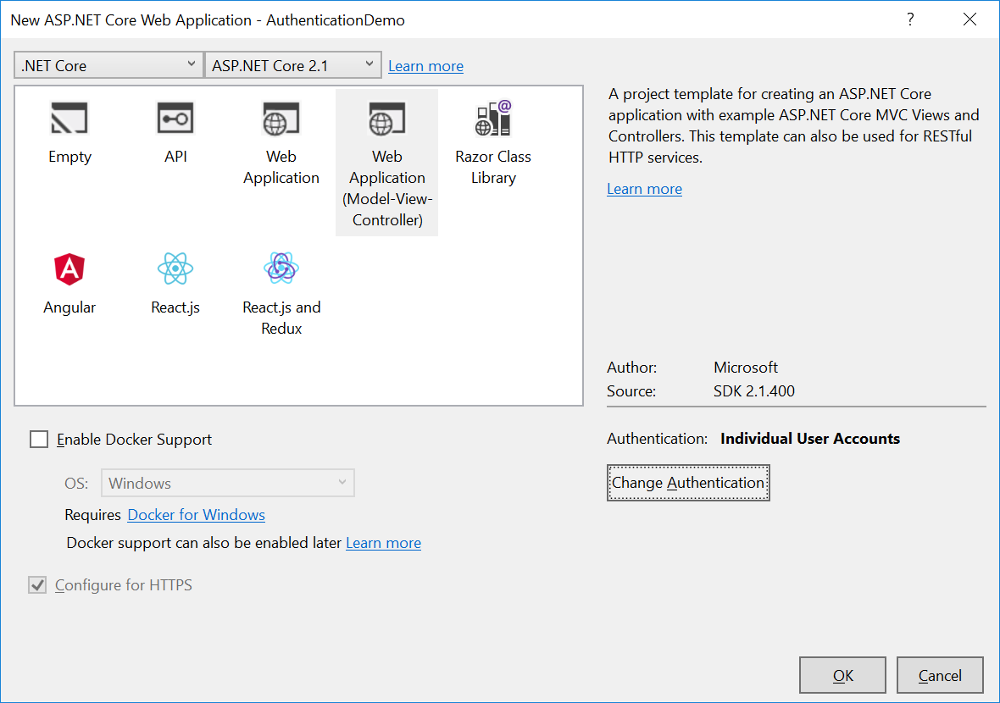 New ASP.NET Core Web Application - AuthenticationDemo
?
.NET Core
ASP.NET Core 2.1
Learn more
Empty
API
Web
Application
Web
Application
(Model-View-
Controller)
Razor Class
Library
Angular
React.js
React.js and
Redux
A project template for creating an ASP.NET Core
application with example ASP.NET Core MVC Views and
Controllers. This template can also be used for RESTful
HTTP services.
Learn more
Author: Microsoft
Source: SDK 2.1.400
Authentication: Individual User Accounts
Change Authentication
Enable Docker Support
OS: Windows
Requires Docker for Windows
Docker support can also be enabled later Learn more
Configure for HTTPS
OK
Cancel